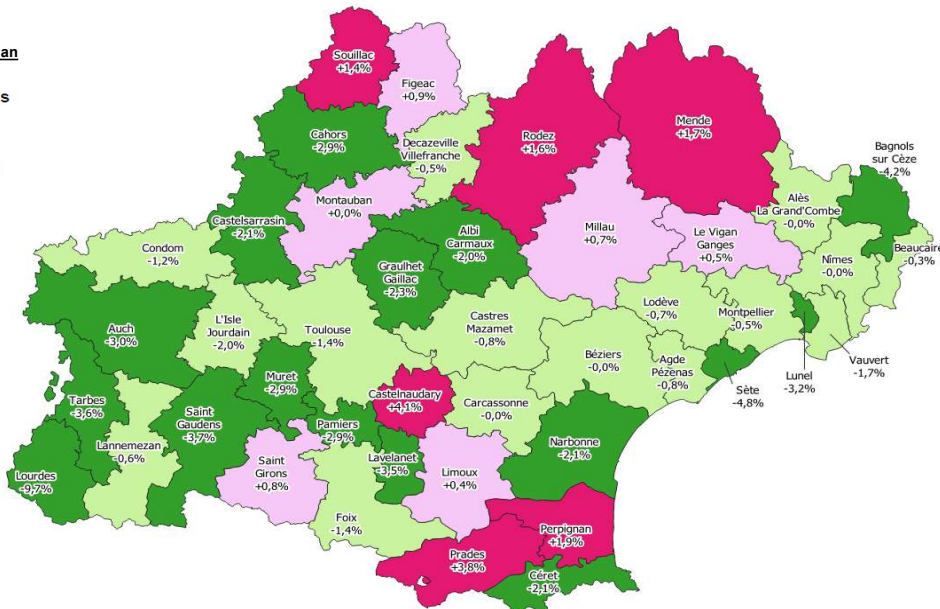 an
s
Souillac
+1,4%
Figeac
+0,9%
Cahors
-2,9%
Decazeville
Villefranche
-0,5%
Rodez
+1,6%
Mende
+1,7%
Bagnols
sur Cèze
-4,2%
Montauban
+0,0%
Castelsarrasin
-2,1%
Albi
Carmaux
-2,0%
Millau
+0,7%
Le Vigan
Ganges
+0,5%
Alès
La Grand'Combe
-0,0%
Nîmes
-0,0%
Beaucaire
-0,3%
Condom
-1,2%
Graulhet
Gaillac
-2,3%
Auch
-3,0%
L'Isle
Jourdain
-2,0%
Toulouse
-1,4%
Castres
Mazamet
-0,8%
Lodève
-0,7%
Montpellier
-0,5%
Béziers
-0,0%
Agde
Pézenas
-0,8%
Sète
-4,8%
Lunel
-3,2%
Vauvert
-1,7%
Muret
-2,9%
Castelnaudary
+4,1%
Carcassonne
-0,0%
Tarbes
-3,6%
Saint
Gaudens
-3,7%
Pamiers
-2,9%
Lannemezan
-0,6%
Lourdes
-9,7%
Saint
Girons
+0,8%
Lavelanet
-3,5%
Limoux
+0,4%
Narbonne
-2,1%
Foix
-1,4%
Prades
+3,8%
Perpignan
+1,9%
Céret
-2,1%